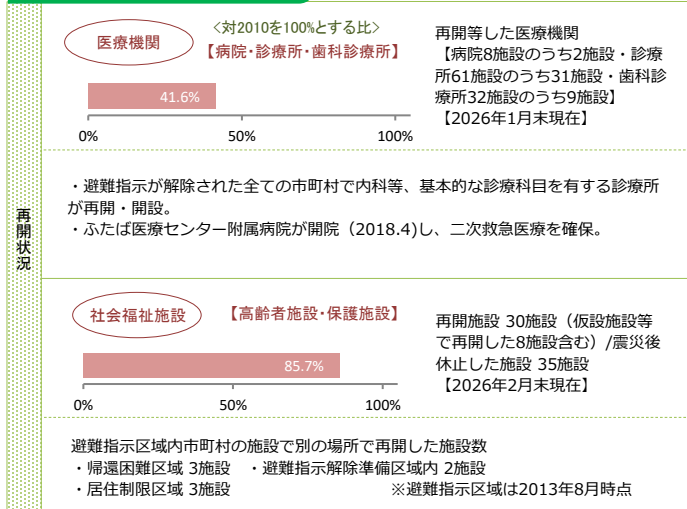 再開状況
医療機関
<対2010を100%とする比>
【病院・診療所・歯科診療所】
41.6%
0%
50%
100%
再開等した医療機関
【病院8施設のうち2施設・診療
所61施設のうち31施設・歯科診
療所32施設のうち9施設】
【2026年1月末現在】
・避難指示が解除された全ての市町村で内科等、基本的な診療科目を有する診療所
が再開・開設。
・ふたば医療センター附属病院が開院（2018.4)し、二次救急医療を確保。
社会福祉施設
【高齢者施設・保護施設】
85.7%
0%
50%
100%
再開施設 30施設（仮設施設等
で再開した8施設含む）/震災後
休止した施設 35施設
【2026年2月末現在】
避難指示区域内市町村の施設で別の場所で再開した施設数
・帰還困難区域 3施設　・避難指示解除準備区域内 2施設
・居住制限区域 3施設　※避難指示区域は2013年8月時点